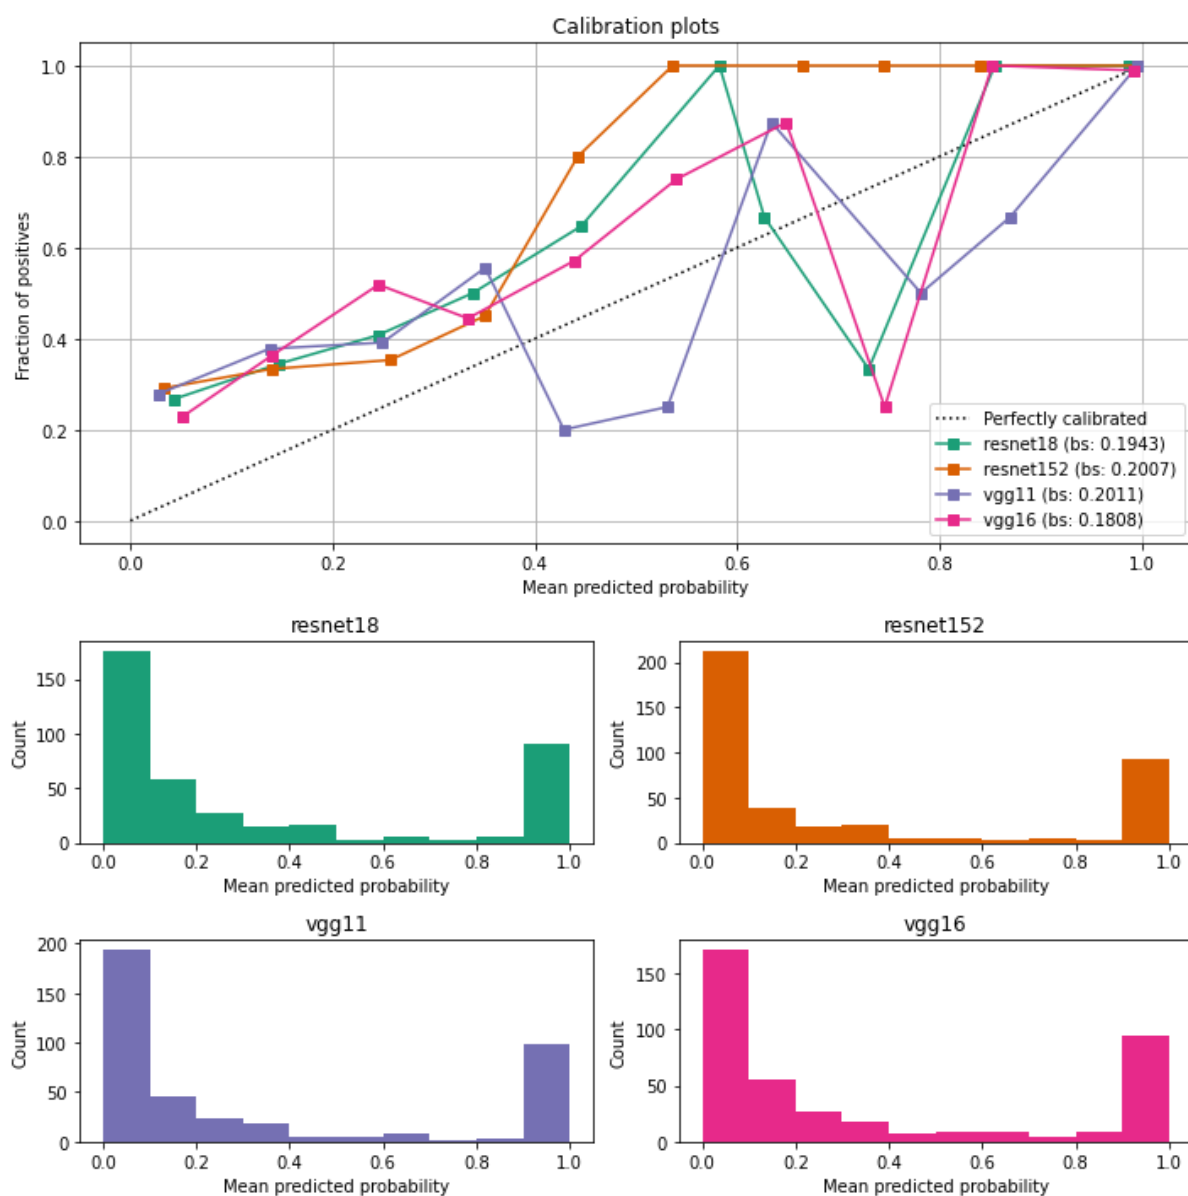 Calibration plots
1.0
0.8
0.6
0.4
0.2
0.0
Fraction of positives
Perfectly calibrated
resnet18 (bs: 0.1943)
resnet152 (bs: 0.2007)
vgg11 (bs: 0.2011)
vgg16 (bs: 0.1808)
0.0 0.2 0.4 0.6 0.8 1.0
Mean predicted probability
resnet18
150
100
50
0
Count
0.0 0.2 0.4 0.6 0.8 1.0
Mean predicted probability
resnet152
200
150
100
50
0
Count
0.0 0.2 0.4 0.6 0.8 1.0
Mean predicted probability
vgg11
200
150
100
50
0
Count
0.0 0.2 0.4 0.6 0.8 1.0
Mean predicted probability
vgg16
150
100
50
0
Count
0.0 0.2 0.4 0.6 0.8 1.0
Mean predicted probability